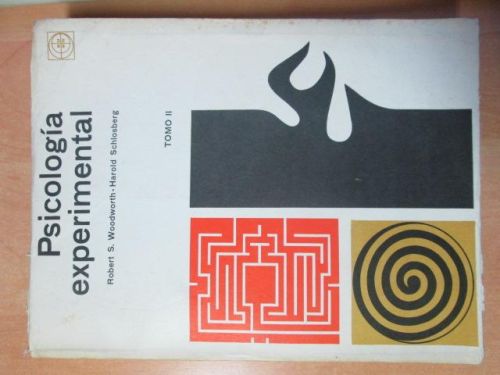 Psicología
experimental
Robert S. Woodworth · Harold Schlosberg
TOMO II